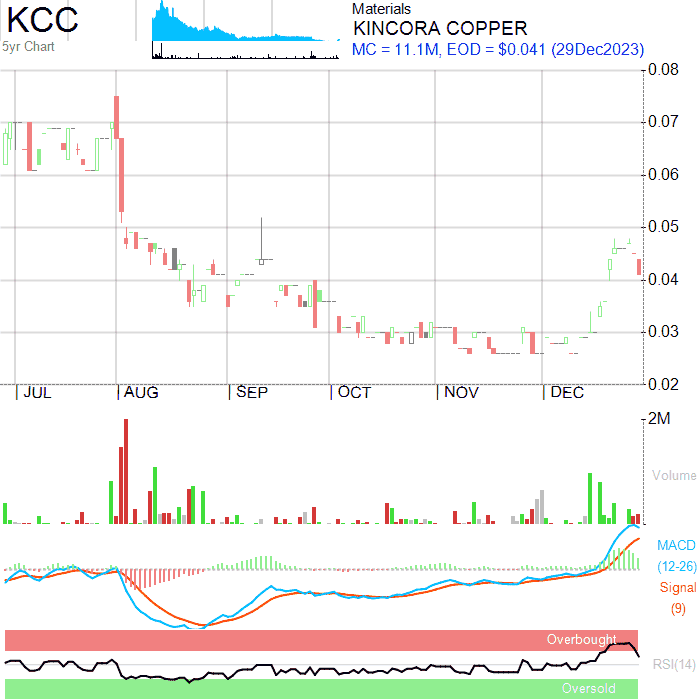 KCC
5yr Chart
Materials
KINCORA COPPER
MC = 11.1M, EOD = $0.041 (29Dec2023)
0.08
0.07
0.06
0.05
0.04
0.03
0.02
JUL AUG SEP OCT NOV DEC
2M
Volume
MACD
(12-26)
Signal
(9)
Overbought
RSI(14)
Oversold